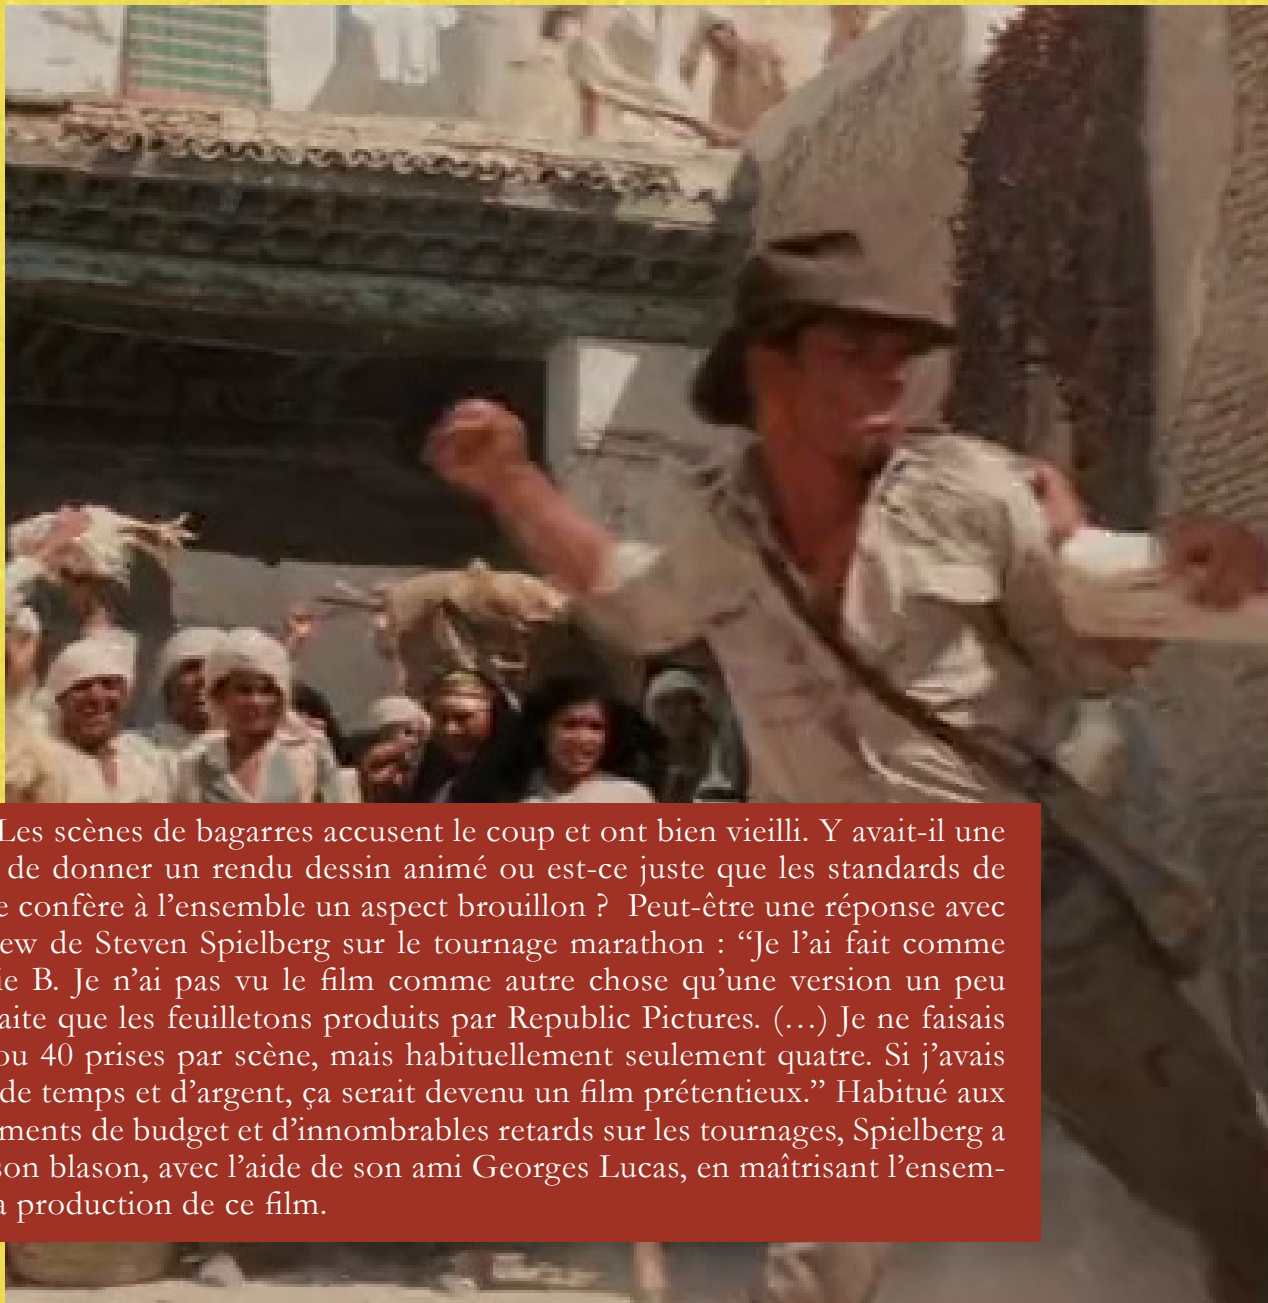 Les scènes de bagarres accusent le coup et ont bien vieilli. Y avait-il une
de donner un rendu dessin animé ou est-ce juste que les standards de
confère à l’ensemble un aspect brouillon ?  Peut-être une réponse avec
de Steven Spielberg sur le tournage marathon : “Je l’ai fait comme
B. Je n’ai pas vu le film comme autre chose qu’une version un peu
que les feuilletons produits par Republic Pictures. (…) Je ne faisais
ou 40 prises par scène, mais habituellement seulement quatre. Si j’avais
de temps et d’argent, ça serait devenu un film prétentieux.” Habitué aux
de budget et d’innombrables retards sur les tournages, Spielberg a
son blason, avec l’aide de son ami Georges Lucas, en maîtrisant l’ensem-
production de ce film.